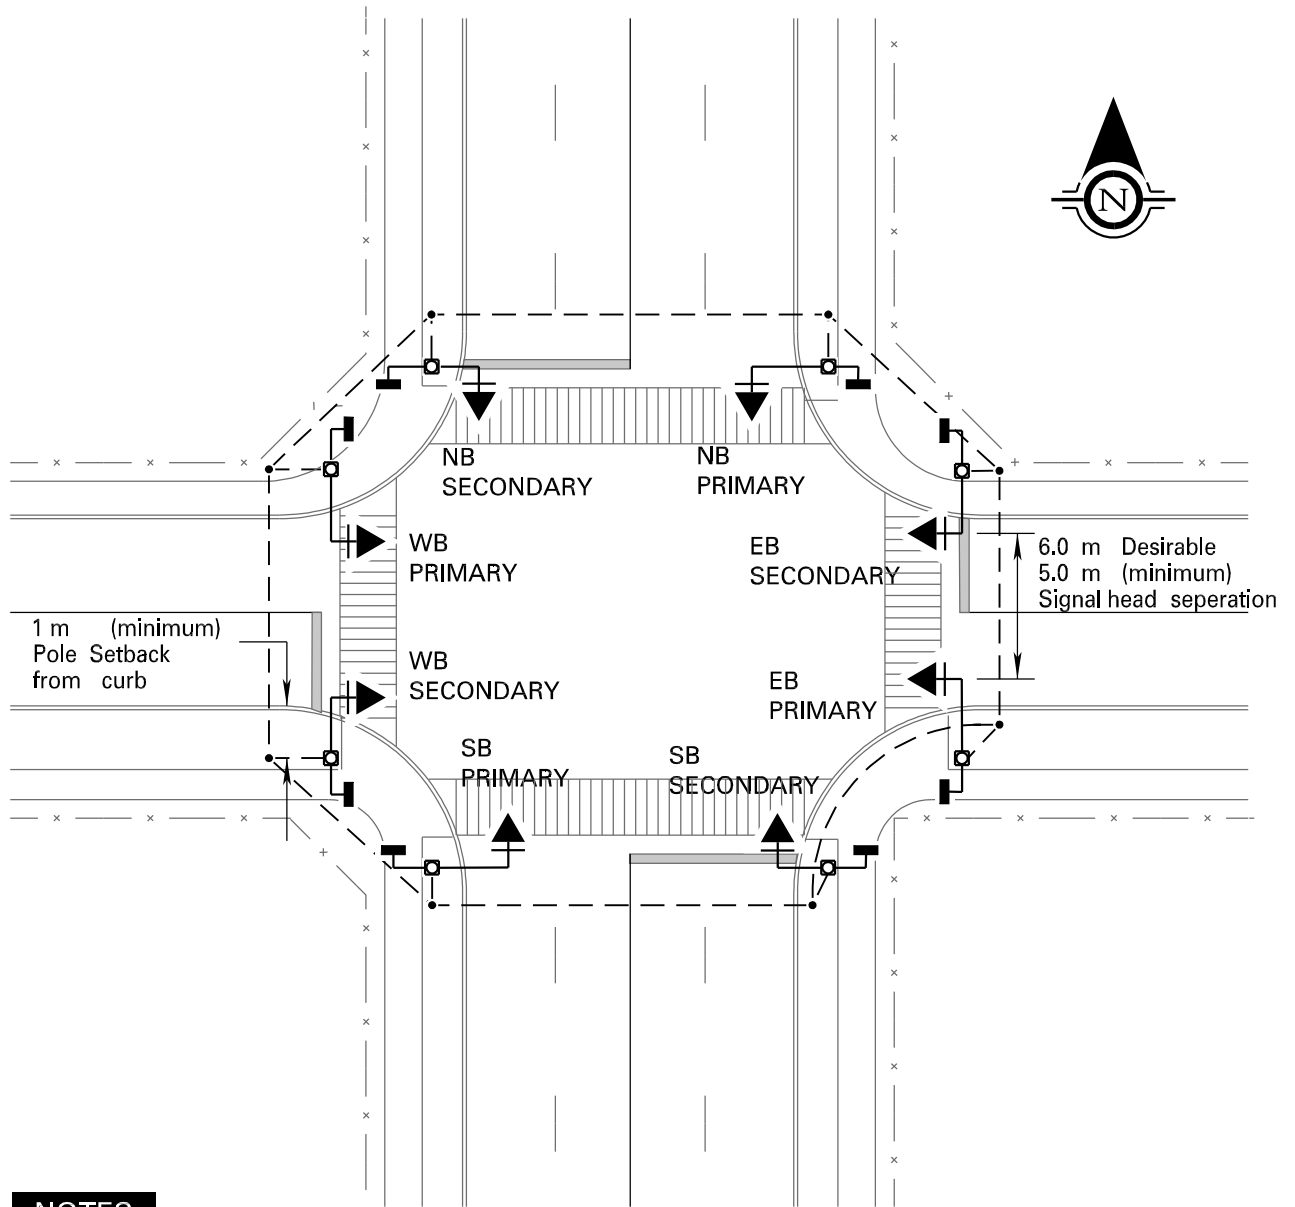 N
NB
SECONDARY
NB
PRIMARY
WB
PRIMARY
EB
SECONDARY
6.0 m Desirable
5.0 m (minimum)
Signal head seperation
1 m (minimum)
Pole Setback
from curb
WB
SECONDARY
EB
PRIMARY
SB
PRIMARY
SB
SECONDARY
NOTES